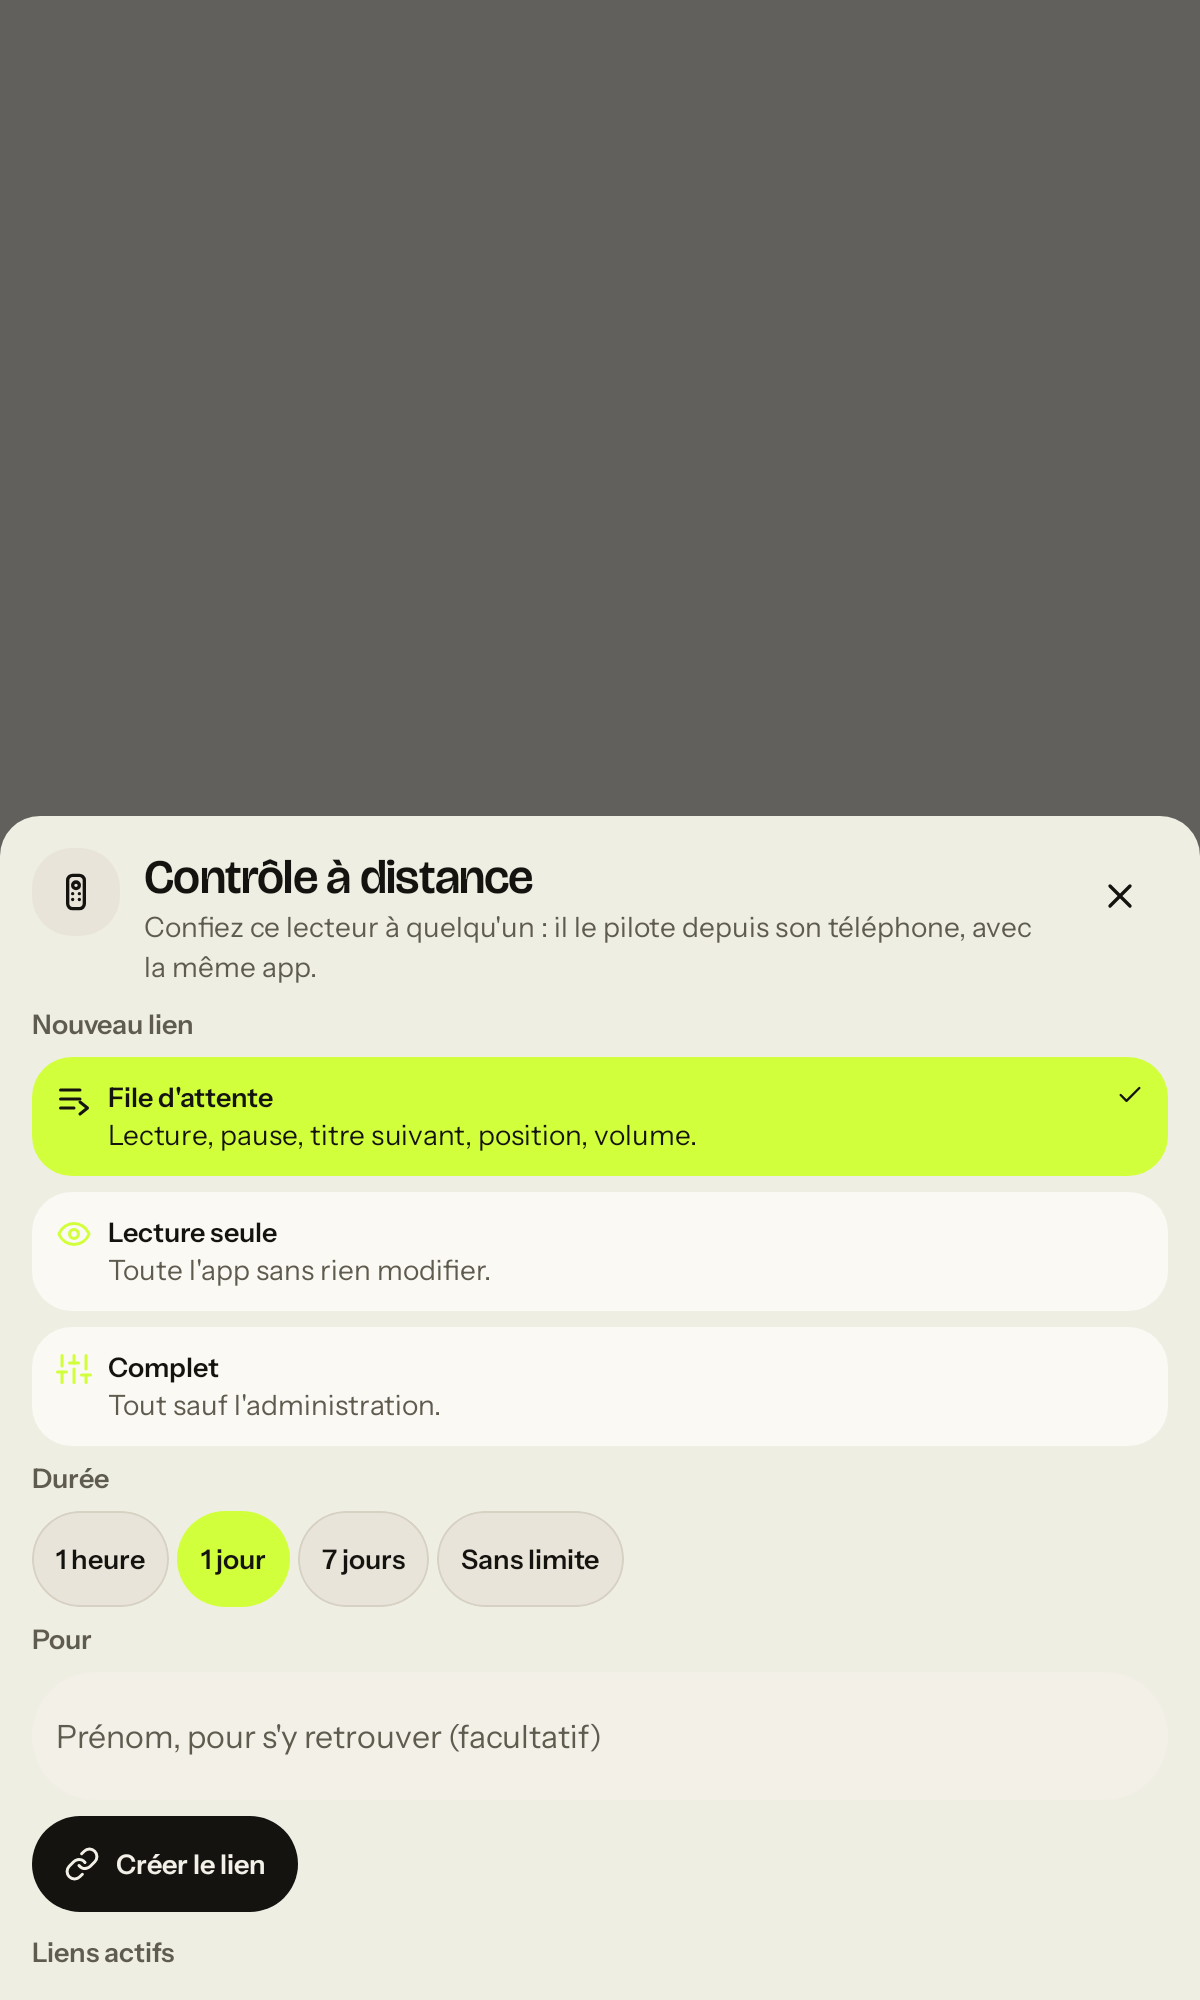 Contrôle à distance
Confiez ce lecteur à quelqu'un : il le pilote depuis son téléphone, avec
la même app.
Nouveau lien
File d'attente
Lecture, pause, titre suivant, position, volume.
Lecture seule
Toute l'app sans rien modifier.
Complet
Tout sauf l'administration.
Durée
1 heure
1 jour
7 jours
Sans limite
Pour
Prénom, pour s'y retrouver (facultatif)
Créer le lien
Liens actifs